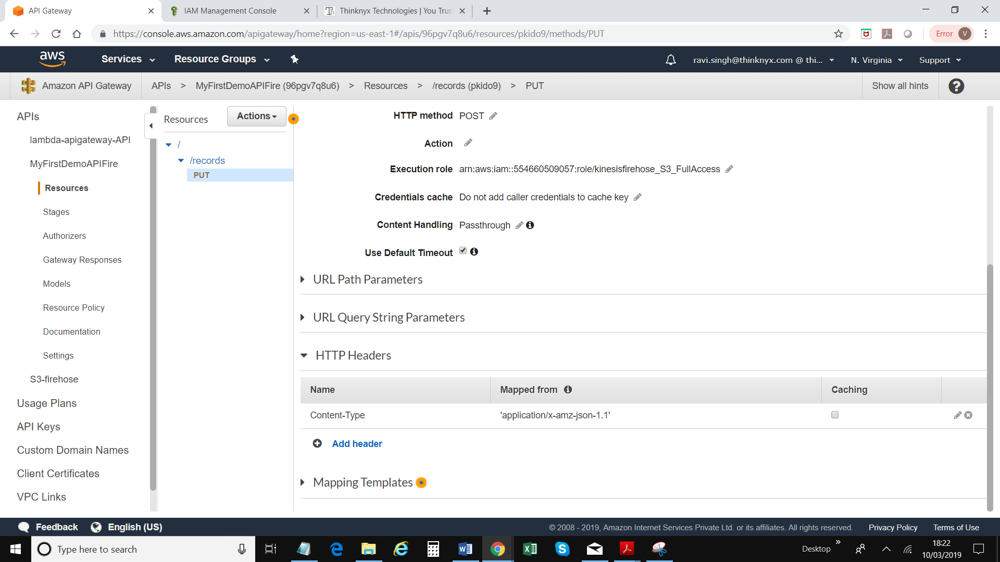 API Gateway
IAM Management Console
Thinknyx Technologies | You Trus
https://console.aws.amazon.com/apigateway/home?region=us-east-1#/apis/96pgv7q8u6/resources/pkido9/methods/PUT
Error V
aws
Services
Resource Groups
ravi.singh@thinknyx.com @ thi...
N. Virginia
Support
Amazon API Gateway
APIs > MyFirstDemoAPIFire (96pgv7q8u6) > Resources > /records (pkido9) > PUT
Show all hints
?
APIs
lambda-apigateway-API
MyFirstDemoAPIFire
Resources
Stages
Authorizers
Gateway Responses
Models
Resource Policy
Documentation
Settings
S3-firehose
Usage Plans
API Keys
Custom Domain Names
Client Certificates
VPC Links
Resources
Actions
/
/records
PUT
HTTP method POST
Action
Execution role arn:aws:iam::554660509057:role/kinesisfirehose_S3_FullAccess
Credentials cache Do not add caller credentials to cache key
Content Handling Passthrough
Use Default Timeout
URL Path Parameters
URL Query String Parameters
HTTP Headers
Name Mapped from Caching
Content-Type 'application/x-amz-json-1.1'
Add header
Mapping Templates
Feedback
English (US)
© 2008 - 2019, Amazon Internet Services Private Ltd. or its affiliates. All rights reserved.
Privacy Policy
Terms of Use
Type here to search
Desktop
18:22
10/03/2019